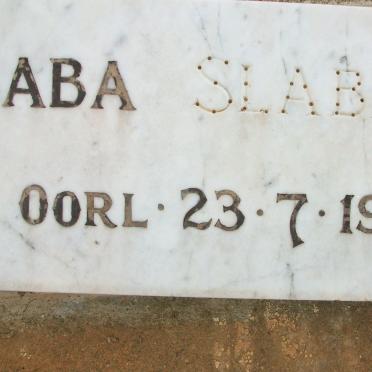 ABA SLAB
OORL · 23 · 7 · 19